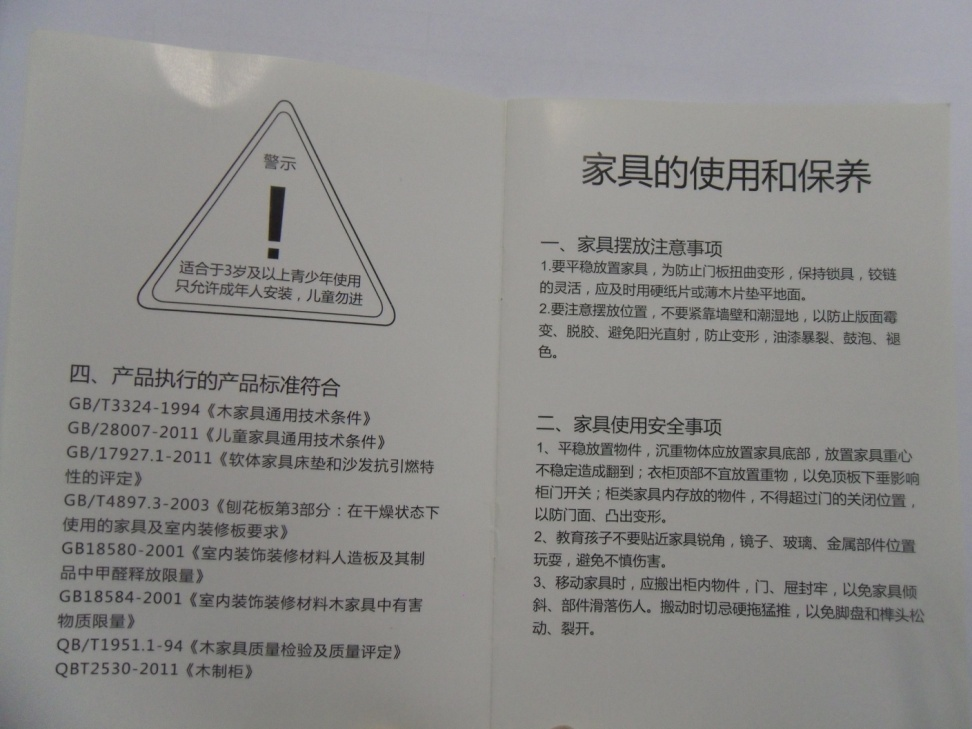 警示
!
适合于3岁及以上青少年使用
只允许成年人安装，儿童勿进
四、产品执行的产品标准符合
GB/T3324-1994《木家具通用技术条件》
GB/28007-2011《儿童家具通用技术条件》
GB/17927.1-2011《软体家具床垫和沙发抗引燃特
性的评定》
GB/T4897.3-2003《刨花板第3部分：在干燥状态下
使用的家具及室内装修板要求》
GB18580-2001《室内装饰装修材料人造板及其制
品中甲醛释放限量》
GB18584-2001《室内装饰装修材料木家具中有害
物质限量》
QB/T1951.1-94《木家具质量检验及质量评定》
QBT2530-2011《木制柜》
家具的使用和保养
一、家具摆放注意事项
1.要平稳放置家具，为防止门板扭曲变形，保持锁具，铰链
的灵活，应及时用硬纸片或薄木片垫平地面。
2.要注意摆放位置，不要紧靠墙壁和潮湿地，以防止版面霉
变、脱胶、避免阳光直射，防止变形，油漆暴裂、鼓泡、褪
色。
二、家具使用安全事项
1、平稳放置物件，沉重物体应放置家具底部，放置家具重心
不稳定造成翻到；衣柜顶部不宜放置重物，以免顶板下垂影响
柜门开关；柜类家具内存放的物件，不得超过门的关闭位置，
以防门面、凸出变形。
2、教育孩子不要贴近家具锐角，镜子、玻璃、金属部件位置
玩耍，避免不慎伤害。
3、移动家具时，应搬出柜内物件，门、屉封牢，以免家具倾
斜、部件滑落伤人。搬动时切忌硬拖猛推，以免脚盘和榫头松
动、裂开。